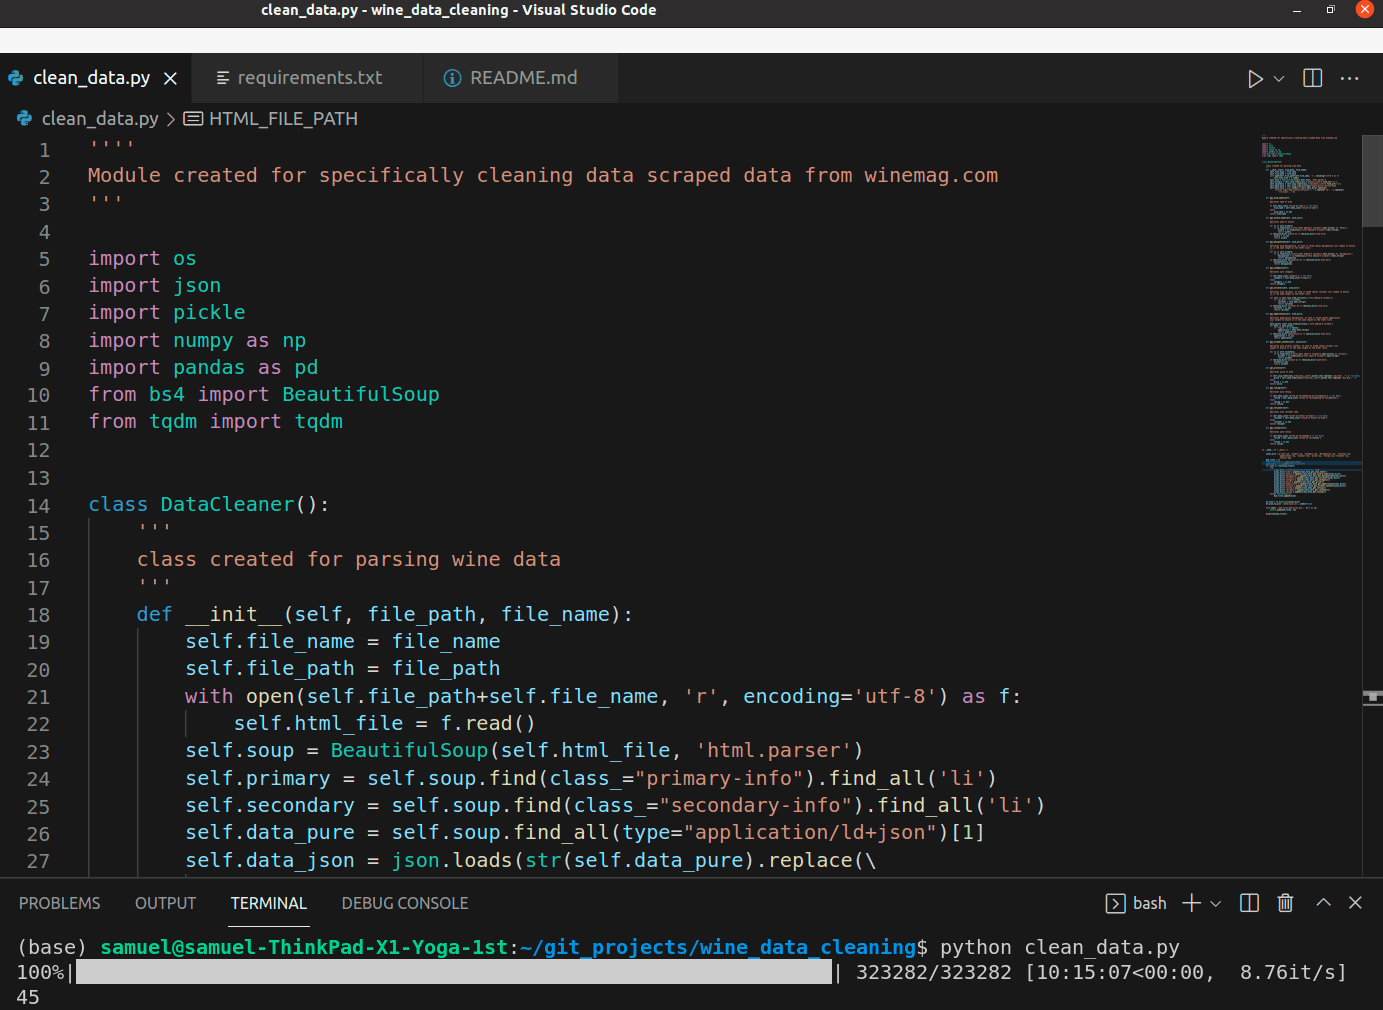 clean_data.py - wine_data_cleaning - Visual Studio Code
clean_data.py requirements.txt README.md
clean_data.py > HTML_FILE_PATH
1 ''''
2 Module created for specifically cleaning data scraped data from winemag.com
3 '''
4
5 import os
6 import json
7 import pickle
8 import numpy as np
9 import pandas as pd
10 from bs4 import BeautifulSoup
11 from tqdm import tqdm
12
13
14 class DataCleaner():
15     '''
16     class created for parsing wine data
17     '''
18     def __init__(self, file_path, file_name):
19         self.file_name = file_name
20         self.file_path = file_path
21         with open(self.file_path+self.file_name, 'r', encoding='utf-8') as f:
22             self.html_file = f.read()
23         self.soup = BeautifulSoup(self.html_file, 'html.parser')
24         self.primary = self.soup.find(class_="primary-info").find_all('li')
25         self.secondary = self.soup.find(class_="secondary-info").find_all('li')
26         self.data_pure = self.soup.find_all(type="application/ld+json")[1]
27         self.data_json = json.loads(str(self.data_pure).replace(\
PROBLEMS OUTPUT TERMINAL DEBUG CONSOLE bash
(base) samuel@samuel-ThinkPad-X1-Yoga-1st:~/git_projects/wine_data_cleaning$ python clean_data.py
100%| | 323282/323282 [10:15:07<00:00,  8.76it/s]
45